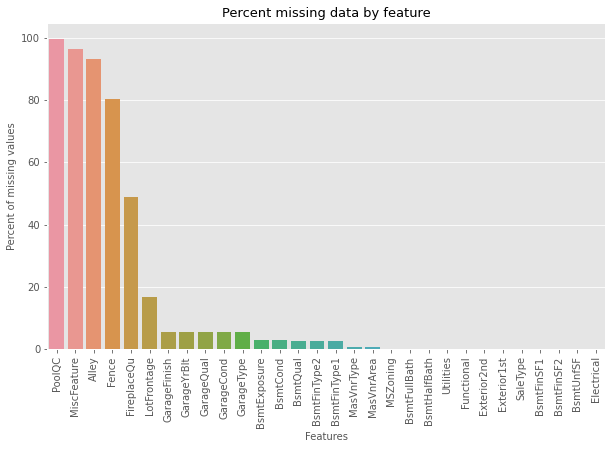 Percent missing data by feature
Percent of missing values
100
80
60
40
20
0
PoolQC
MiscFeature
Alley
Fence
FireplaceQu
LotFrontage
GarageFinish
GarageYrBlt
GarageQual
GarageCond
GarageType
BsmtExposure
BsmtCond
BsmtQual
BsmtFinType2
BsmtFinType1
MasVnrType
MasVnrArea
MSZoning
BsmtFullBath
BsmtHalfBath
Utilities
Functional
Exterior2nd
Exterior1st
SaleType
BsmtFinSF1
BsmtFinSF2
BsmtUnfSF
Electrical
Features